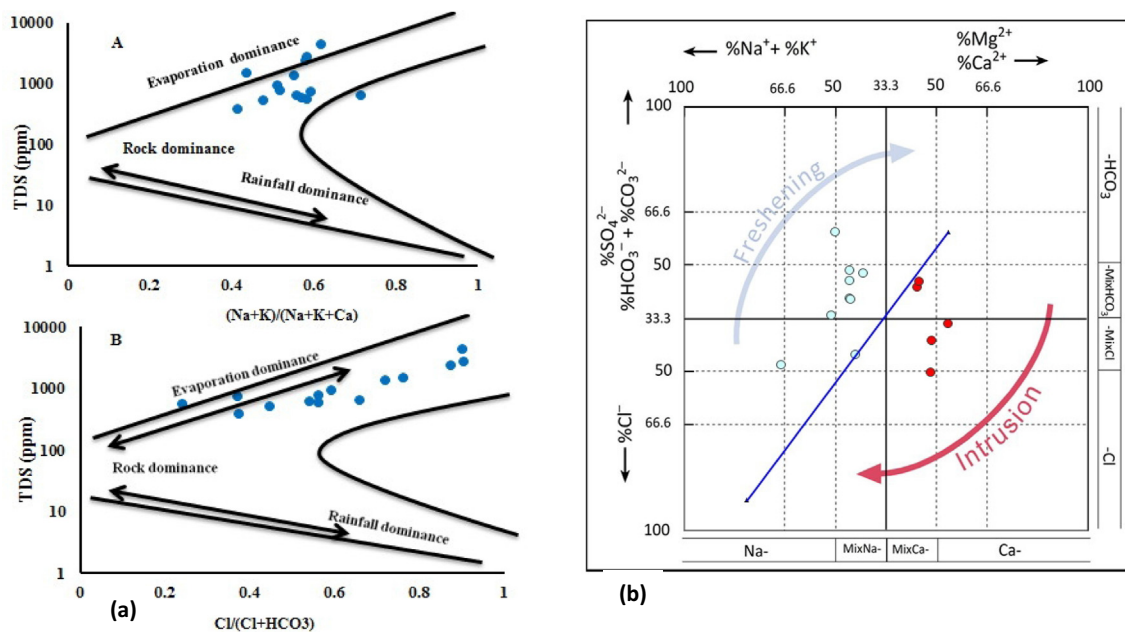 A
10000
1000
100
10
1
TDS (ppm)
Evaporation dominance
Rock dominance
Rainfall dominance
0 0.2 0.4 0.6 0.8 1
(Na+K)/(Na+K+Ca)
B
10000
1000
100
10
1
TDS (ppm)
Evaporation dominance
Rock dominance
Rainfall dominance
0 0.2 0.4 0.6 0.8 1
Cl/(Cl+HCO3)
(a)
(b)
%Na⁺+ %K⁺
%Mg²⁺
%Ca²⁺
100 66.6 50 33.3 50 66.6 100
100
66.6
50
33.3
50
66.6
100
%SO₄²⁻
%HCO₃⁻ + %CO₃²⁻
%Cl⁻
Freshening
Intrusion
-HCO₃
-MixHCO₃
-MixCl
-Cl
Na- MixNa- MixCa- Ca-